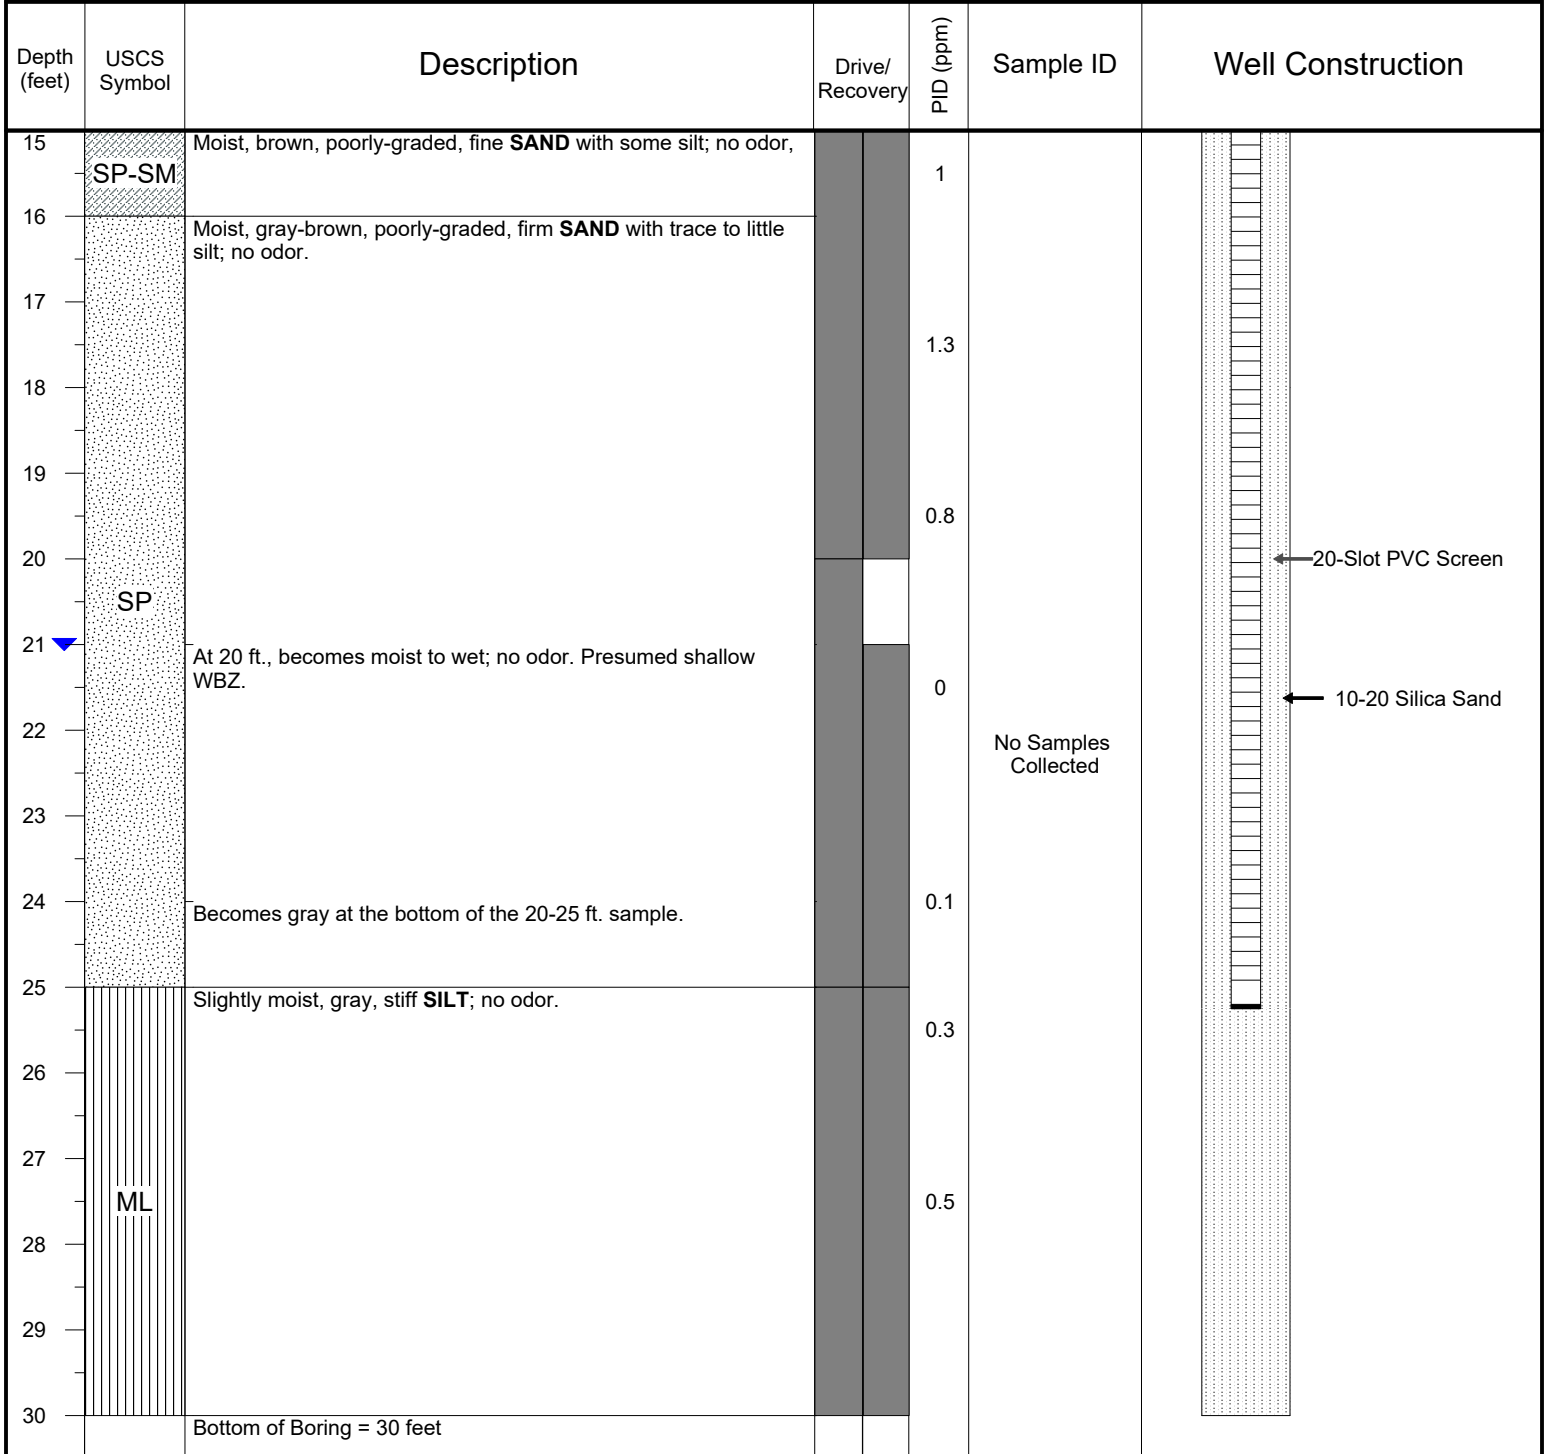 Depth
(feet)
USCS
Symbol
Description
Drive/
Recovery
PID (ppm)
Sample ID
Well Construction
15
Moist, brown, poorly-graded, fine SAND with some silt; no odor,
SP-SM
1
16
Moist, gray-brown, poorly-graded, firm SAND with trace to little
silt; no odor.
17
1.3
18
19
0.8
20
20-Slot PVC Screen
SP
21
At 20 ft., becomes moist to wet; no odor. Presumed shallow
WBZ.
0
10-20 Silica Sand
22
No Samples
Collected
23
24
0.1
Becomes gray at the bottom of the 20-25 ft. sample.
25
Slightly moist, gray, stiff SILT; no odor.
0.3
26
27
ML
0.5
28
29
30
Bottom of Boring = 30 feet